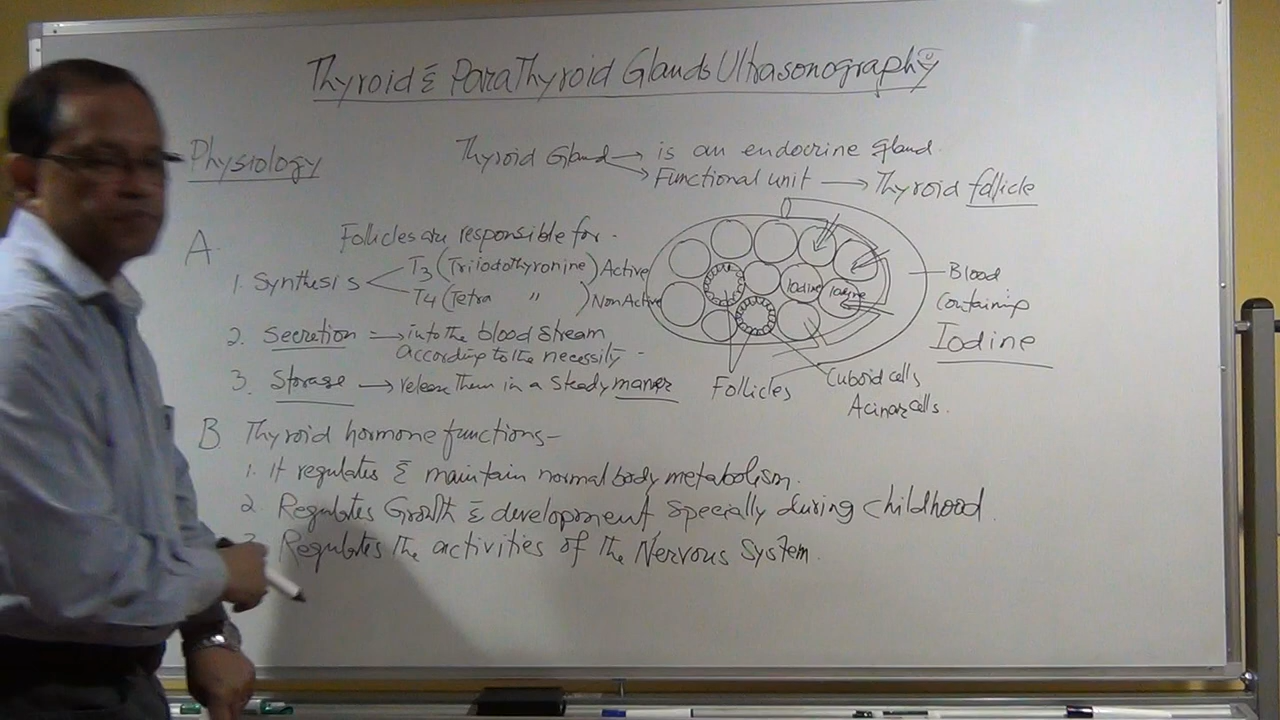 Thyroid & ParaThyroid Glands Ultrasonography
Physiology
Thyroid Gland → is an endocrine gland.
→ Functional unit → Thyroid follicle
A.
Follicles are responsible for -
1. Synthesis < T3 (Triiodothyronine) Active
T4 (Tetra " ) NonActive
2. Secretion → into the blood stream
according to the necessity -
3. Storage → release them in a steady maner
Iodine
Iodine
Blood
containing
Iodine
Follicles
Cuboid cells
Acinar cells.
B Thyroid hormone functions-
1. It regulates & maintain normal body metabolism.
2. Regulates Growth & development specially during childhood.
3. Regulates the activities of the Nervous System.